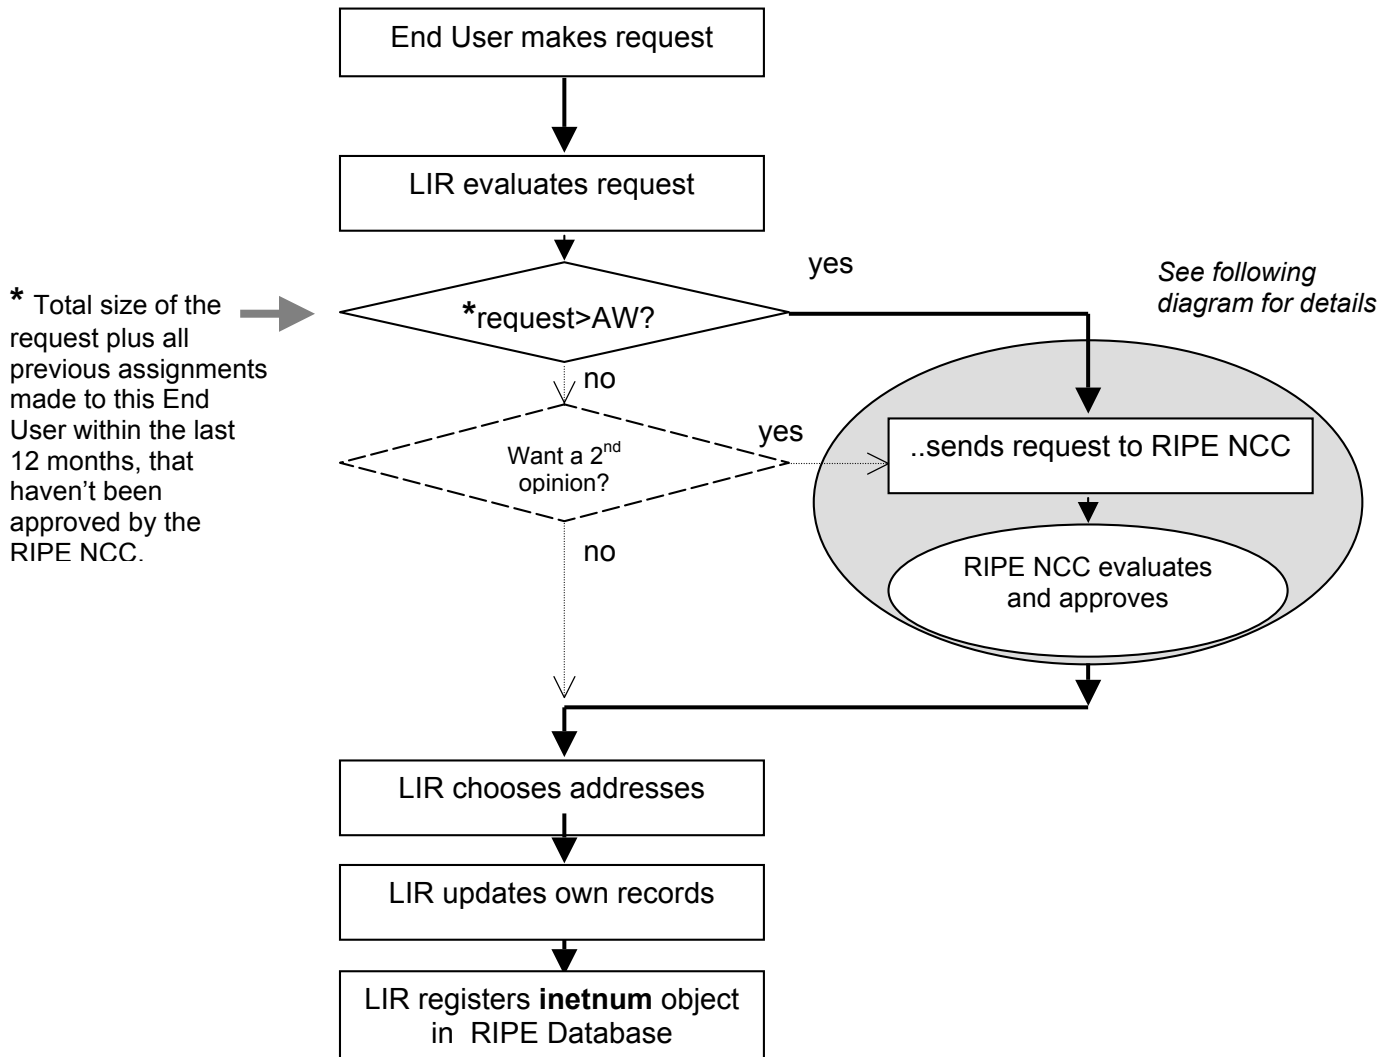 End User makes request
LIR evaluates request
yes
See following
diagram for details
* Total size of the
request plus all
previous assignments
made to this End
User within the last
12 months, that
haven’t been
approved by the
RIPE NCC.
*request>AW?
no
yes
Want a 2nd
opinion?
..sends request to RIPE NCC
no
RIPE NCC evaluates
and approves
LIR chooses addresses
LIR updates own records
LIR registers inetnum object
in RIPE Database